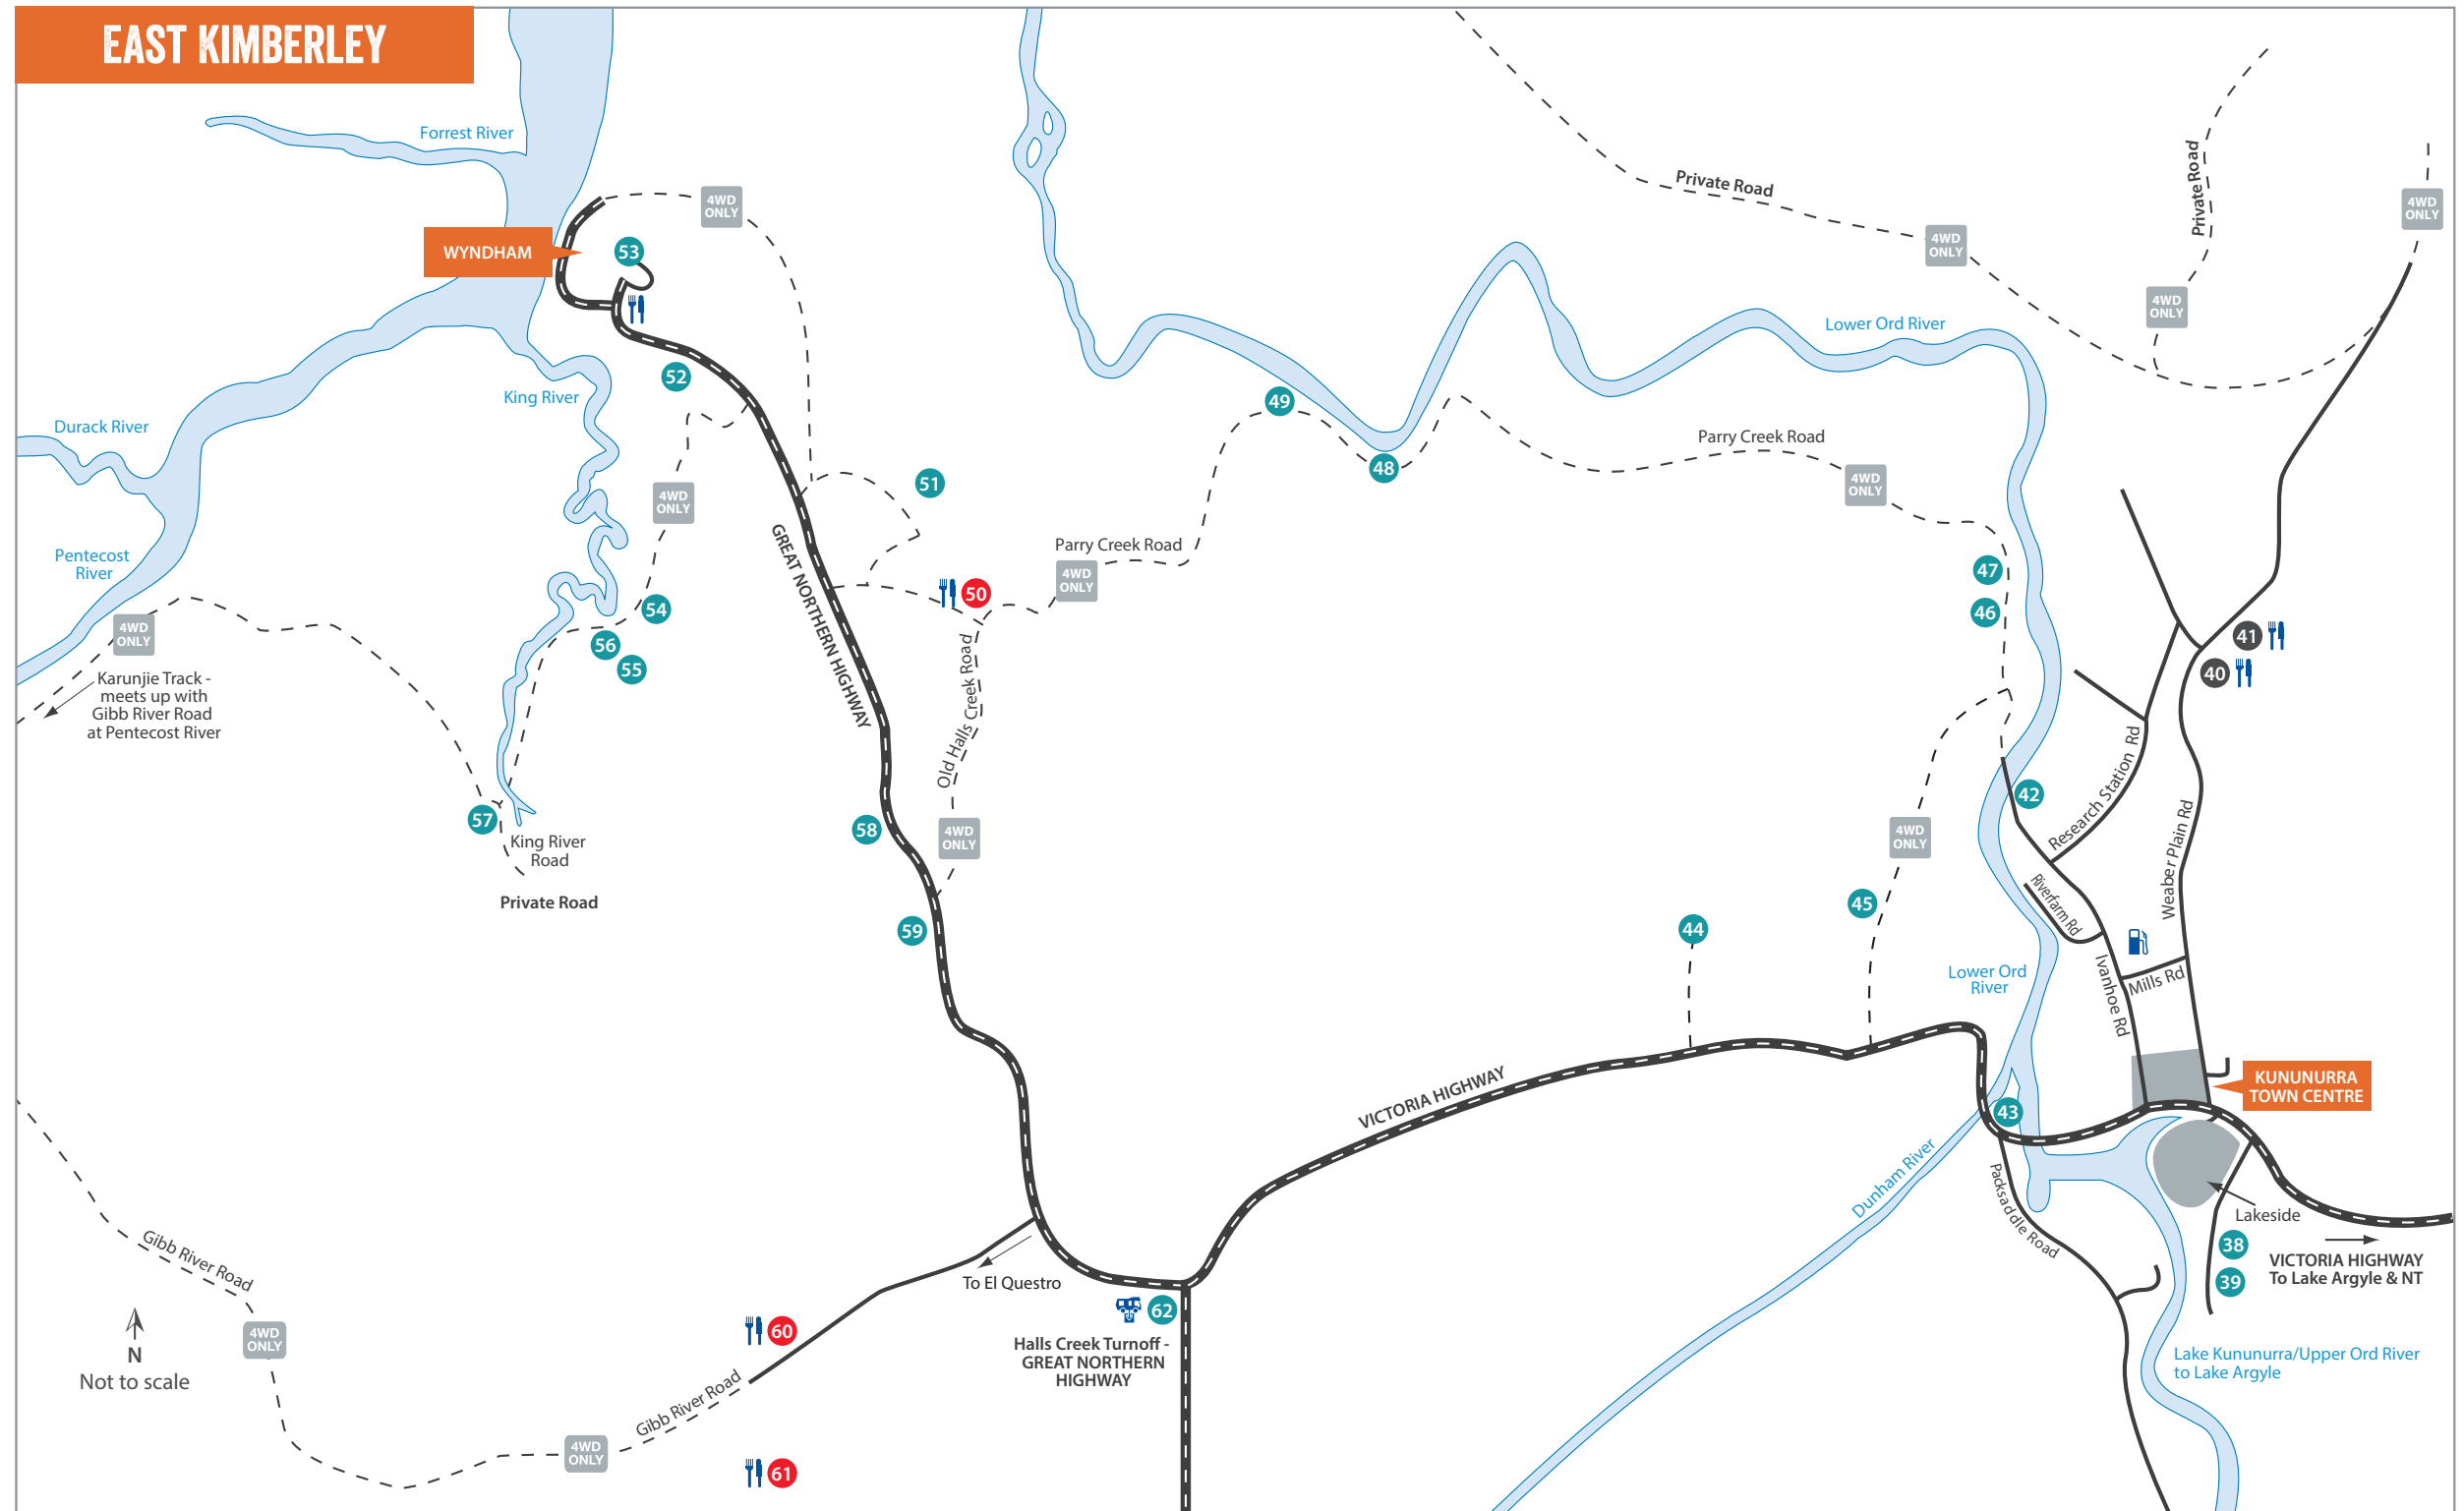 EAST KIMBERLEY
Forrest River
4WD
ONLY
Private Road
Private Road
4WD
ONLY
4WD
ONLY
WYNDHAM
53
4WD
ONLY
Lower Ord River
52
King River
49
Durack River
Parry Creek Road
48
51
4WD
ONLY
4WD
ONLY
GREAT NORTHERN HIGHWAY
Parry Creek Road
Pentecost
River
4WD
ONLY
47
50
54
46
4WD
ONLY
56
55
41
40
Old Halls Creek Road
Karunjie Track -
meets up with
Gibb River Road
at Pentecost River
Research Station Rd
42
57
58
4WD
ONLY
4WD
ONLY
King River
Road
Weaber Plain Rd
Private Road
45
Riverfarm Rd
59
44
Lower Ord
River
Ivanhoe Rd
Mills Rd
KUNUNURRA
TOWN CENTRE
VICTORIA HIGHWAY
43
Dunham River
Packsaddle Road
Lakeside
38
39
VICTORIA HIGHWAY
To Lake Argyle & NT
Gibb River Road
To El Questro
62
Halls Creek Turnoff -
GREAT NORTHERN
HIGHWAY
N
Not to scale
4WD
ONLY
60
Lake Kununurra/Upper Ord River
to Lake Argyle
Gibb River Road
4WD
ONLY
61